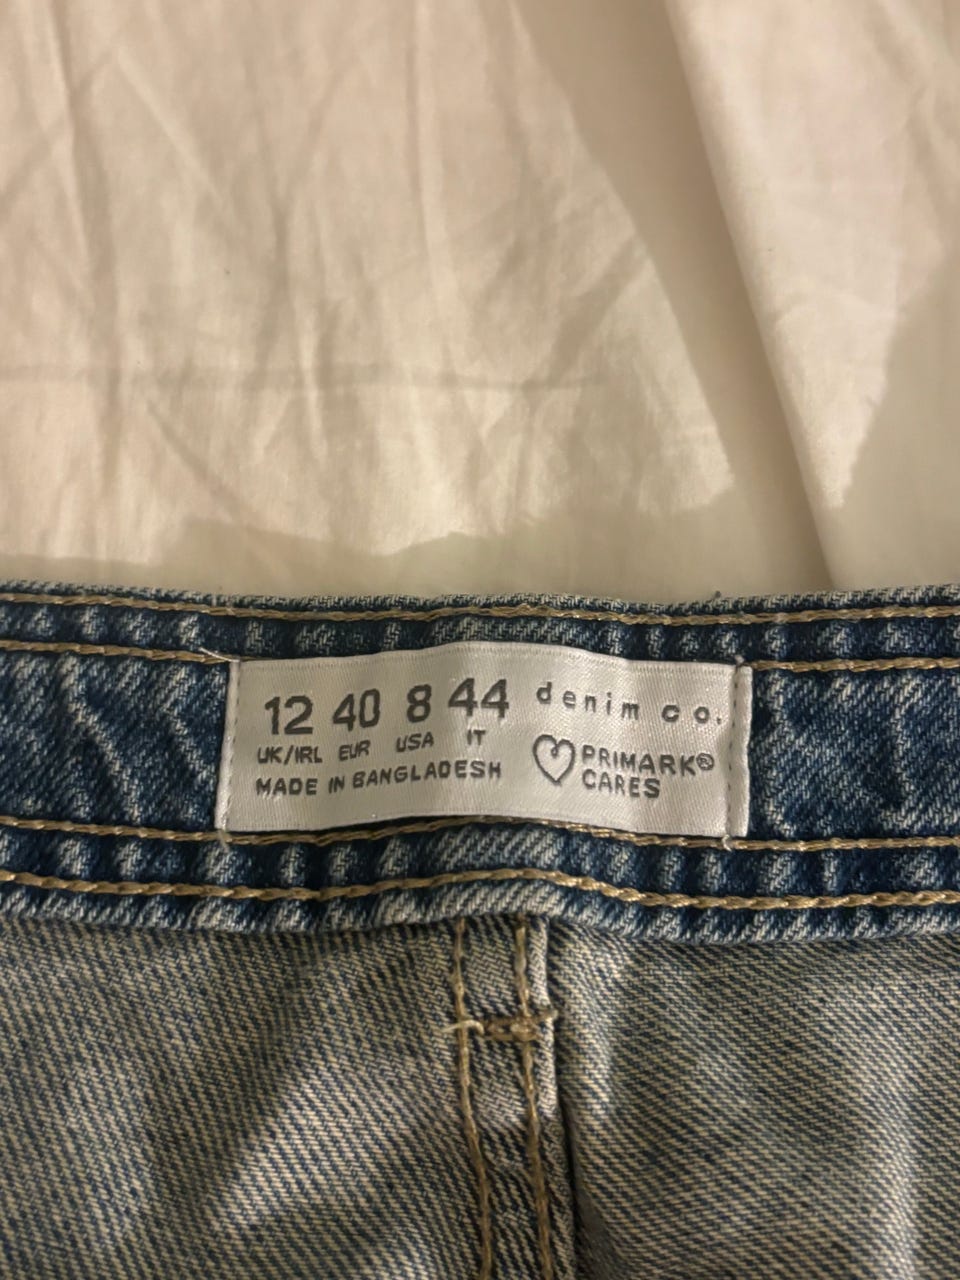 12 40 8 44 denim co.
UK/IRL EUR USA IT
MADE IN BANGLADESH
PRIMARK®
CARES